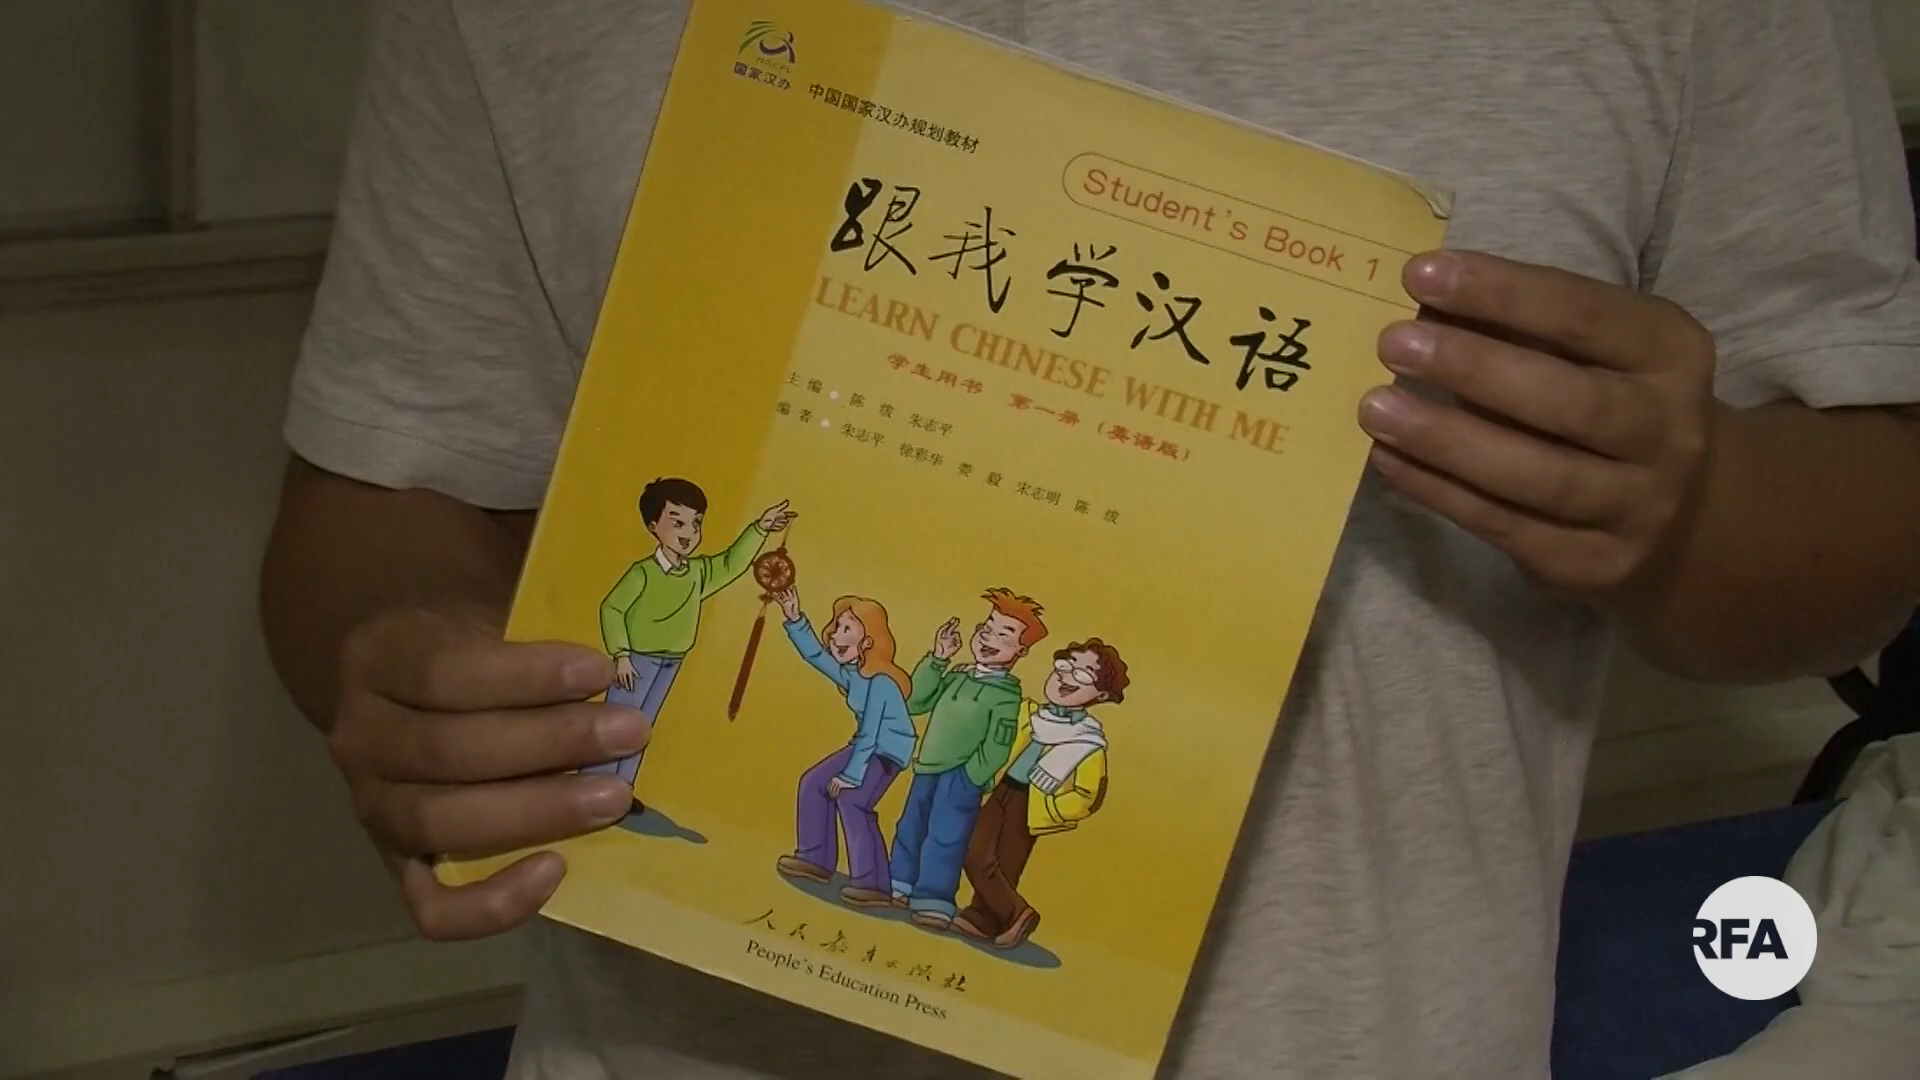 国家汉办
中国国家汉办规划教材
Student's Book 1
跟我学汉语
LEARN CHINESE WITH ME
学生用书 第一册（英语版）
主编 陈 绂 朱志平
编者 朱志平 徐彩华 娄 毅 宋志明 陈 绂
人民教育出版社
People's Education Press
RFA